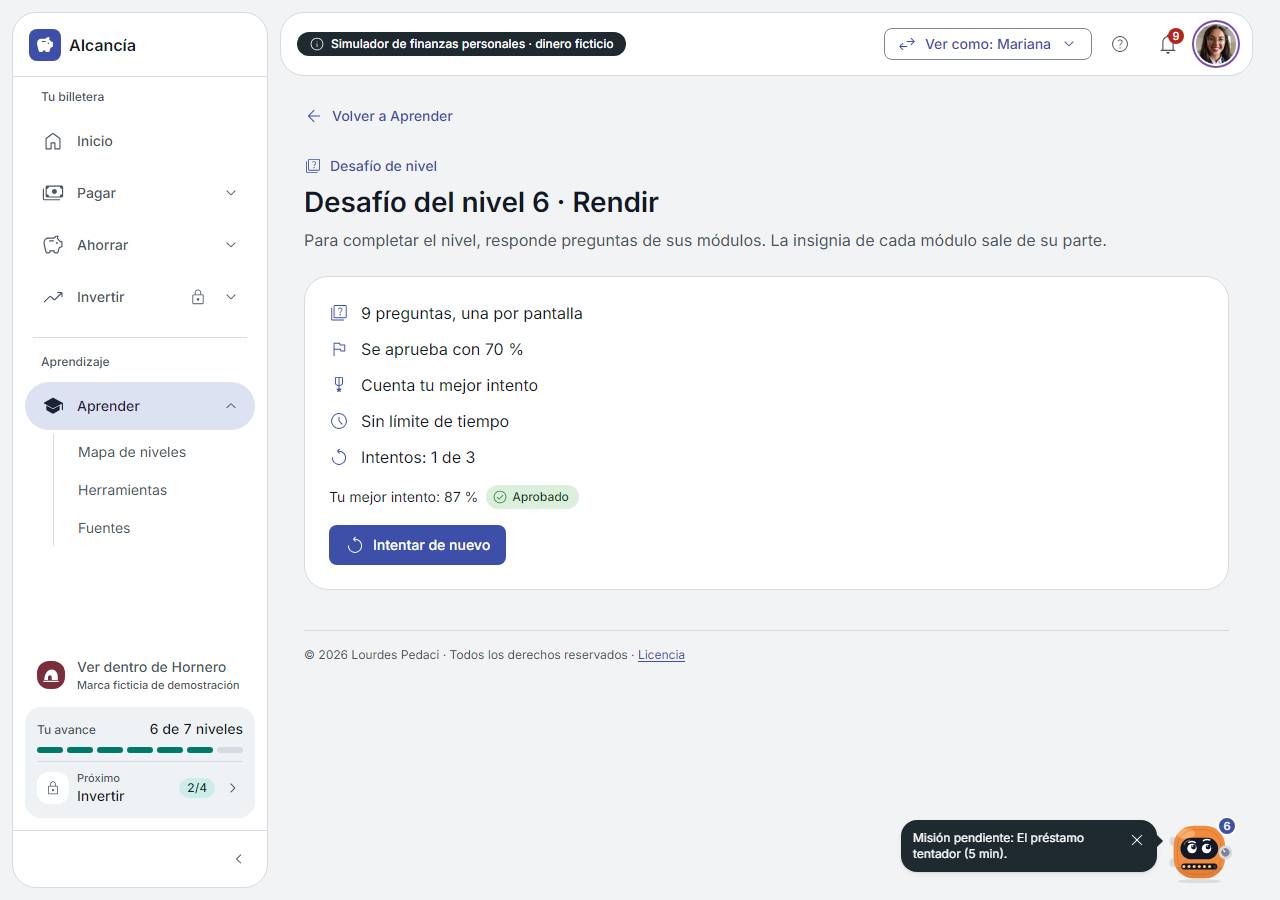 Alcancía
Simulador de finanzas personales · dinero ficticio
Ver como: Mariana
9
Tu billetera
Inicio
Pagar
Ahorrar
Invertir
Aprendizaje
Aprender
Mapa de niveles
Herramientas
Fuentes
Ver dentro de Hornero
Marca ficticia de demostración
Tu avance
6 de 7 niveles
Próximo
Invertir
2/4
Volver a Aprender
Desafío de nivel
Desafío del nivel 6 · Rendir
Para completar el nivel, responde preguntas de sus módulos. La insignia de cada módulo sale de su parte.
9 preguntas, una por pantalla
Se aprueba con 70 %
Cuenta tu mejor intento
Sin límite de tiempo
Intentos: 1 de 3
Tu mejor intento: 87 %
Aprobado
Intentar de nuevo
© 2026 Lourdes Pedaci · Todos los derechos reservados · Licencia
Misión pendiente: El préstamo
tentador (5 min).
6